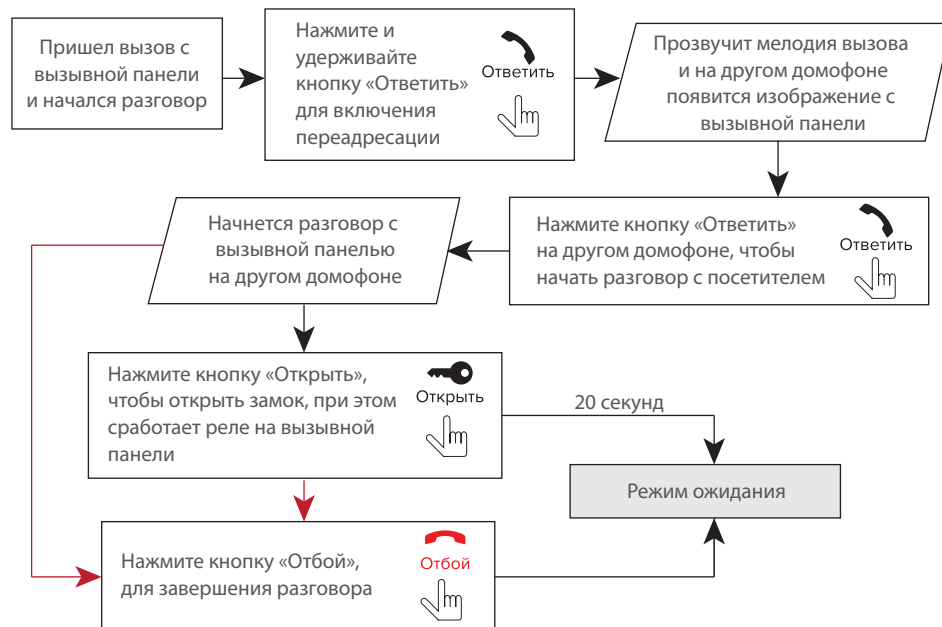 Пришел вызов с
вызывной панели
и начался разговор
Нажмите и
удерживайте
кнопку «Ответить»
для включения
переадресации
Ответить
Прозвучит мелодия вызова
и на другом домофоне
появится изображение с
вызывной панели
Нажмите кнопку «Ответить»
на другом домофоне, чтобы
начать разговор с посетителем
Ответить
Начнется разговор с
вызывной панелью
на другом домофоне
Нажмите кнопку «Открыть»,
чтобы открыть замок, при этом
сработает реле на вызывной
панели
Открыть
20 секунд
Режим ожидания
Нажмите кнопку «Отбой»,
для завершения разговора
Отбой